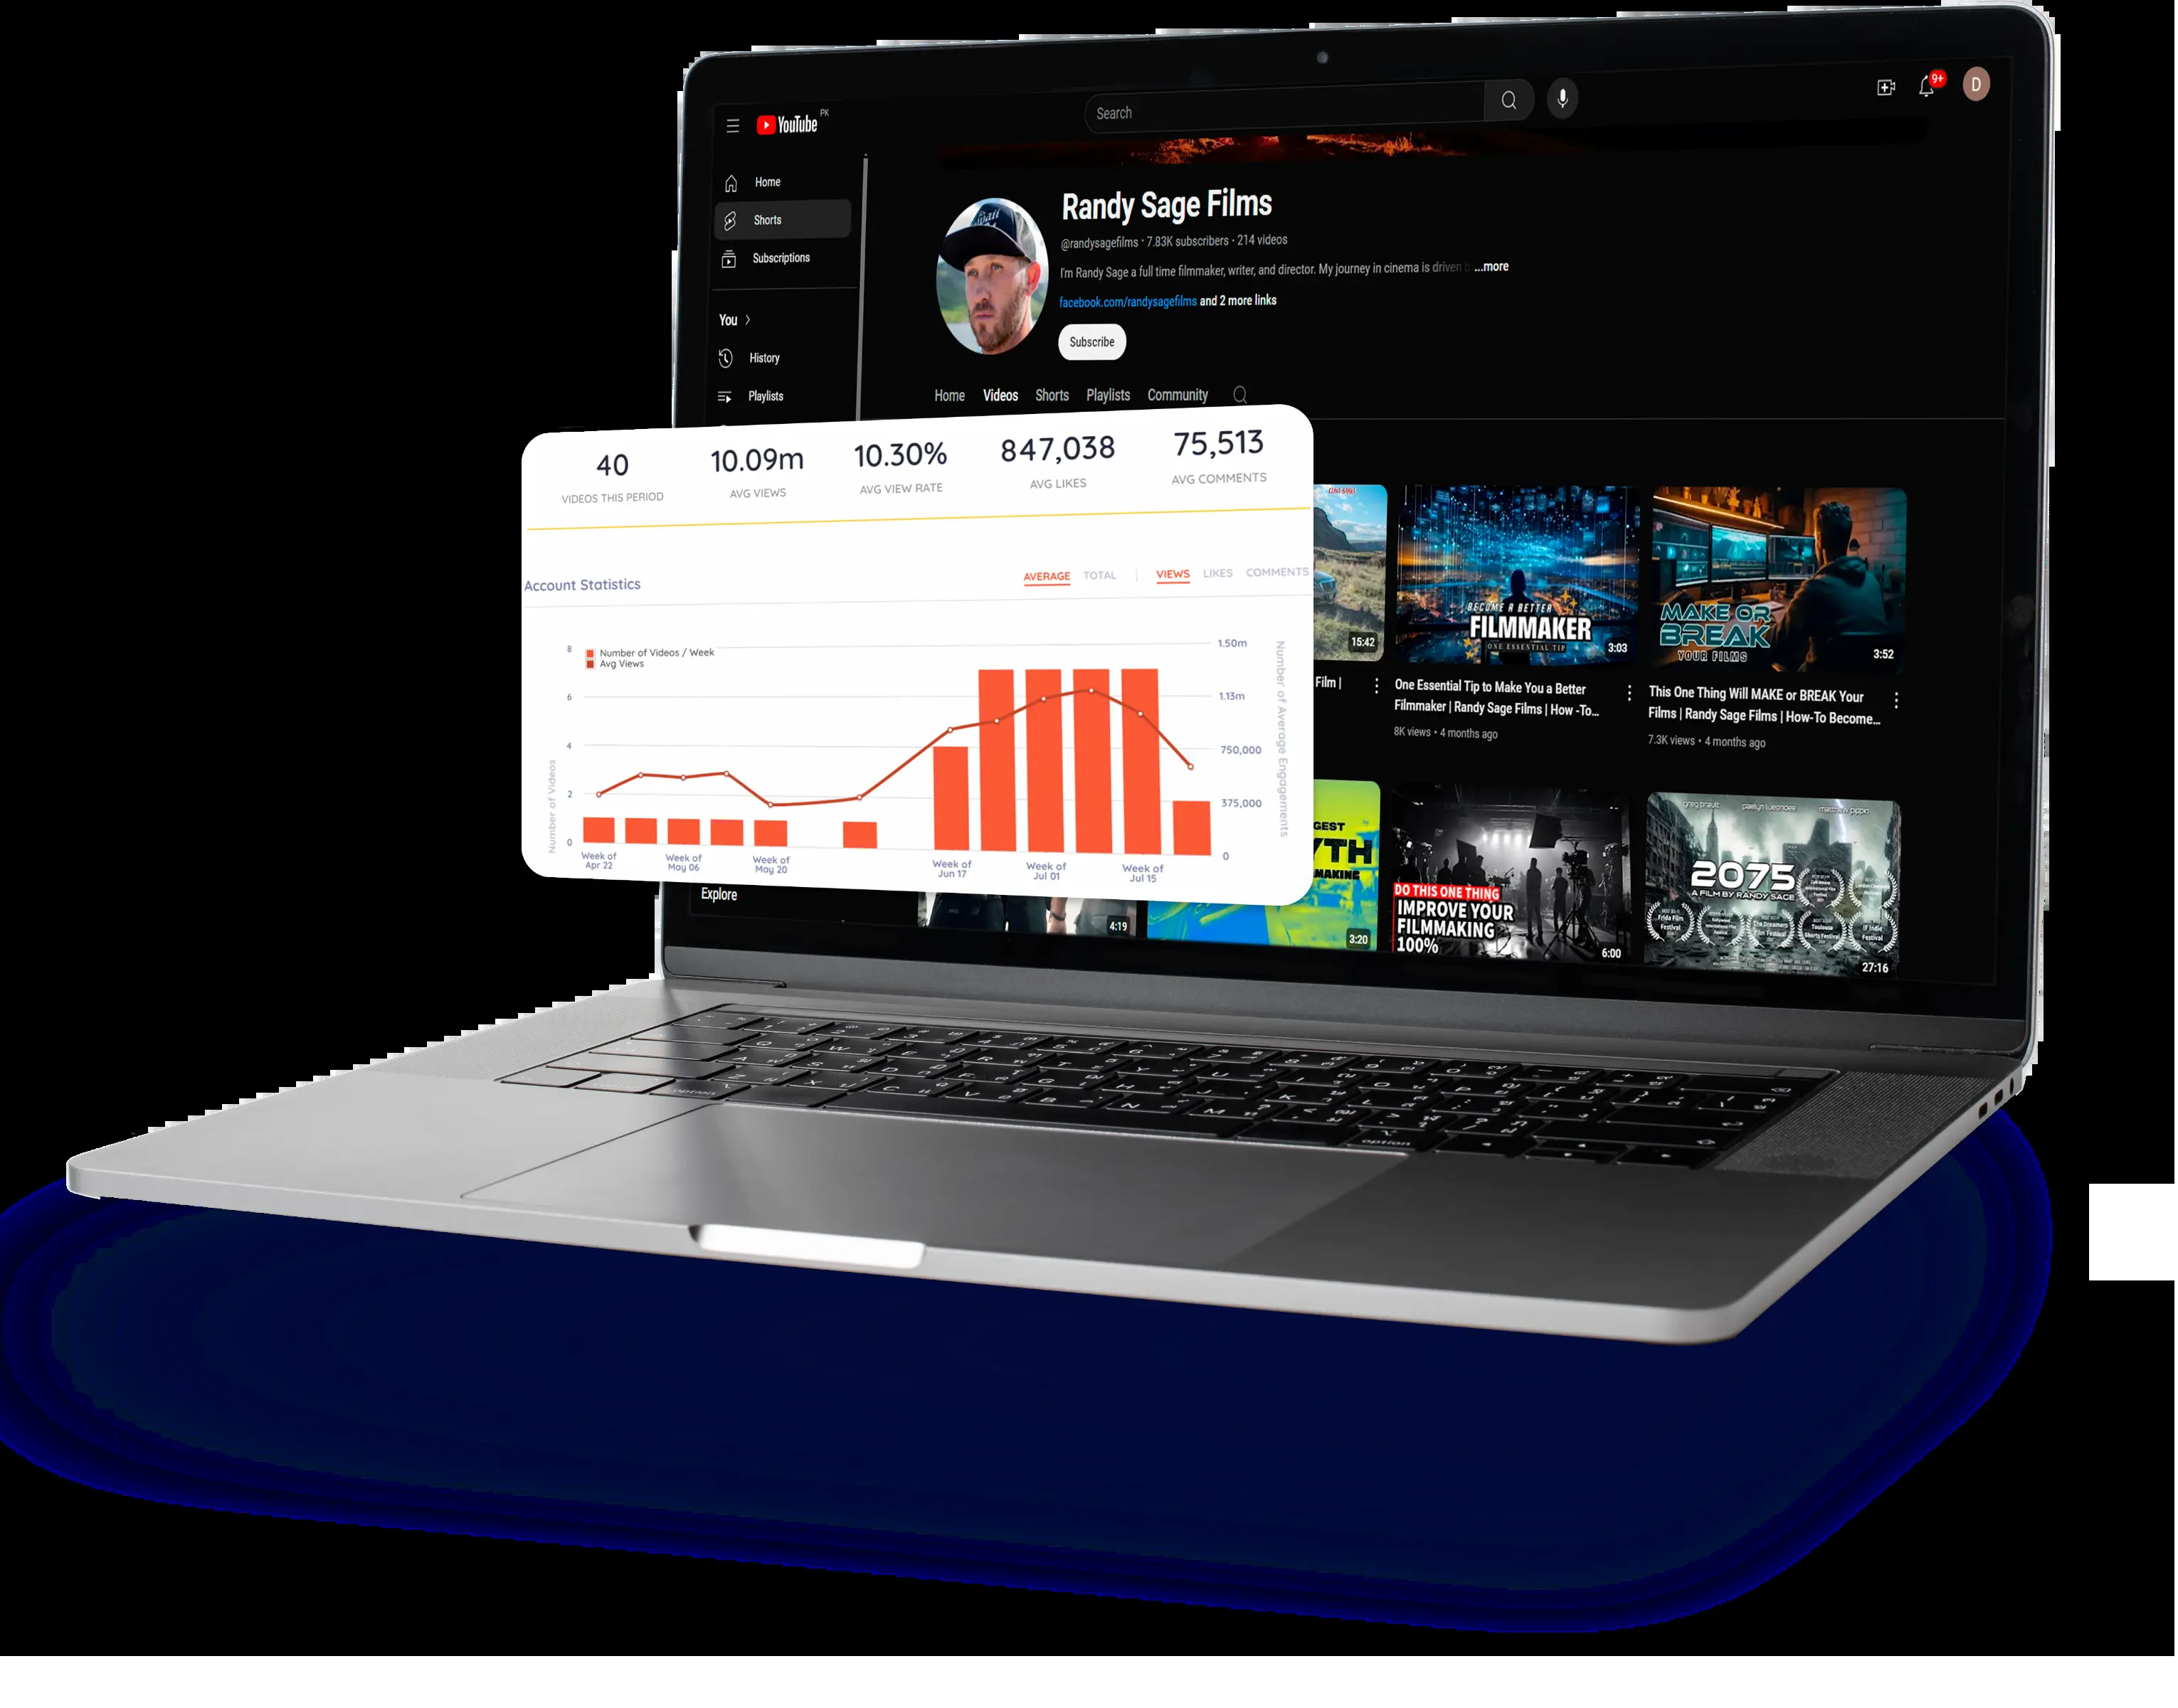 YouTube PK
Search
9+
D
Home
Shorts
Subscriptions
You
History
Playlists
Explore
Randy Sage Films
@randysagefilms · 7.83K subscribers · 214 videos
I'm Randy Sage a full time filmmaker, writer, and director. My journey in cinema is driven ...more
facebook.com/randysagefilms and 2 more links
Subscribe
Home Videos Shorts Playlists Community
40
VIDEOS THIS PERIOD
10.09m
AVG VIEWS
10.30%
AVG VIEW RATE
847,038
AVG LIKES
75,513
AVG COMMENTS
Account Statistics
AVERAGE TOTAL | VIEWS LIKES COMMENTS
Number of Videos / Week
Avg Views
Number of Videos
8
6
4
2
0
1.50m
1.13m
750,000
375,000
0
Number of Average Engagements
Week of
Apr 22
Week of
May 06
Week of
May 20
Week of
Jun 17
Week of
Jul 01
Week of
Jul 15
15:42
Film |
BECOME A BETTER
FILMMAKER
ONE ESSENTIAL TIP
3:03
One Essential Tip to Make You a Better
Filmmaker | Randy Sage Films | How -To...
8K views · 4 months ago
MAKE OR
BREAK
YOUR FILMS
3:52
This One Thing Will MAKE or BREAK Your
Films | Randy Sage Films | How-To Become...
7.3K views · 4 months ago
4:19
GEST
YTH
MAKING
3:20
DO THIS ONE THING
IMPROVE YOUR
FILMMAKING
100%
6:00
greg brault
2075
A FILM BY RANDY SAGE
27:16
option
option